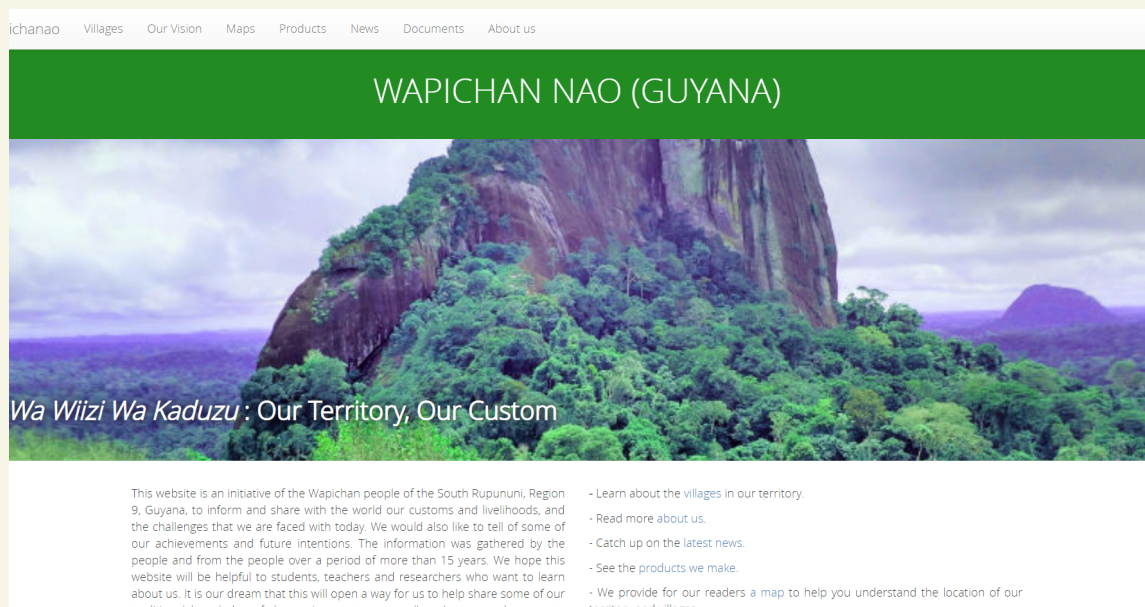 ichanao Villages Our Vision Maps Products News Documents About us
WAPICHAN NAO (GUYANA)
Wa Wiizi Wa Kaduzu : Our Territory, Our Custom
This website is an initiative of the Wapichan people of the South Rupununi, Region
9, Guyana, to inform and share with the world our customs and livelihoods, and
the challenges that we are faced with today. We would also like to tell of some of
our achievements and future intentions. The information was gathered by the
people and from the people over a period of more than 15 years. We hope this
website will be helpful to students, teachers and researchers who want to learn
about us. It is our dream that this will open a way for us to help share some of our
- Learn about the villages in our territory.
- Read more about us.
- Catch up on the latest news.
- See the products we make.
- We provide for our readers a map to help you understand the location of our